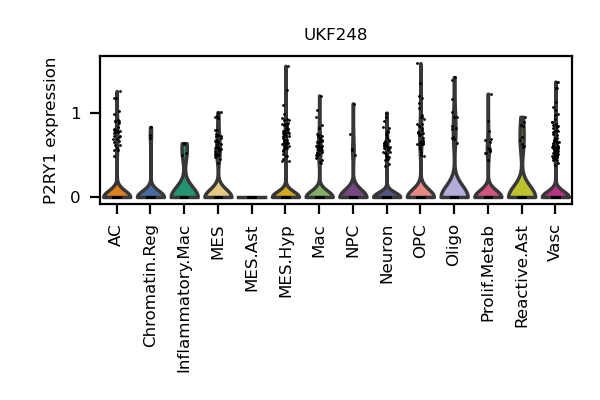 UKF248
P2RY1 expression
1
0
AC
Chromatin.Reg
Inflammatory.Mac
MES
MES.Ast
MES.Hyp
Mac
NPC
Neuron
OPC
Oligo
Prolif.Metab
Reactive.Ast
Vasc